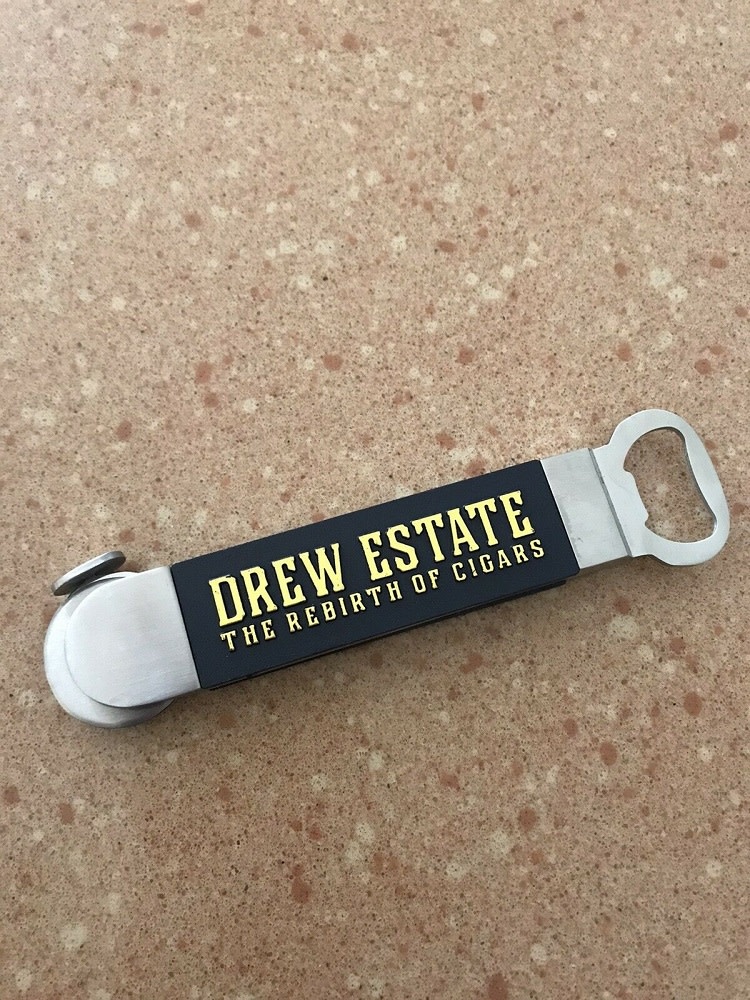 DREW ESTATE
THE REBIRTH OF CIGARS